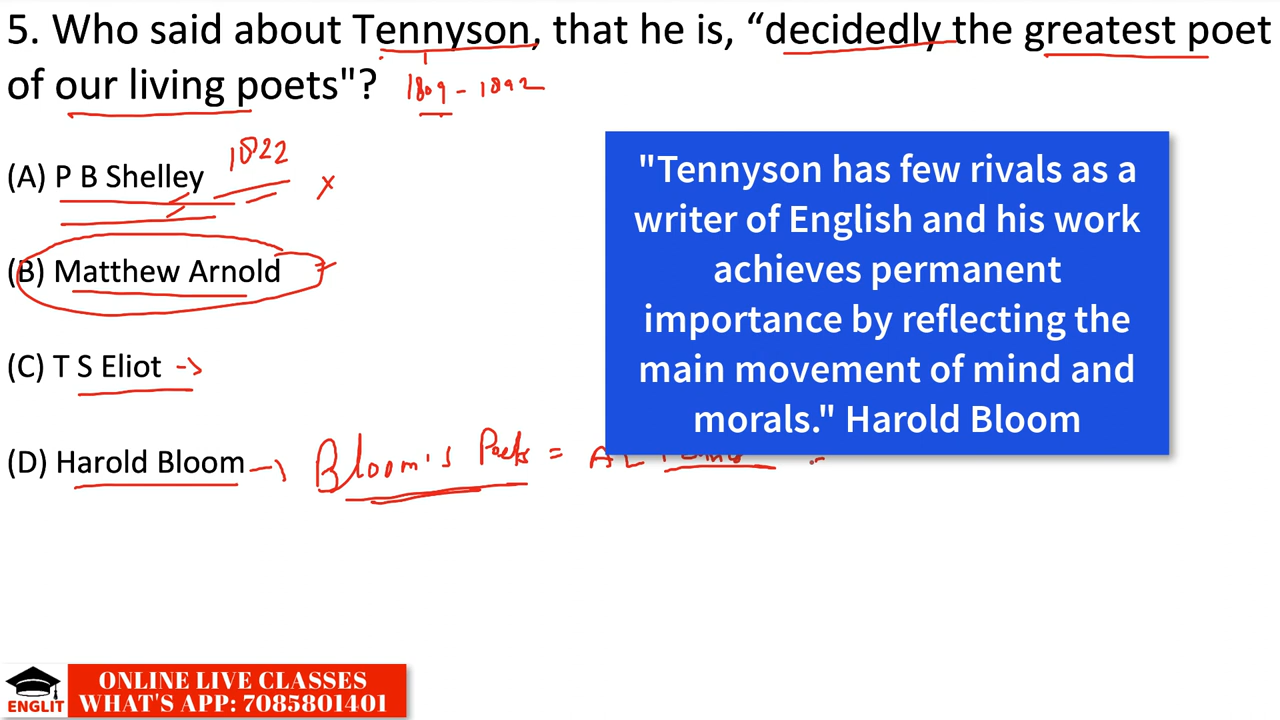 5. Who said about Tennyson, that he is, “decidedly the greatest poet
of our living poets"?
1809 - 1892
(A) P B Shelley
1822
x
(B) Matthew Arnold
(C) T S Eliot ->
(D) Harold Bloom -> Bloom's Poets = AL
"Tennyson has few rivals as a
writer of English and his work
achieves permanent
importance by reflecting the
main movement of mind and
morals." Harold Bloom
ENGLIT
ONLINE LIVE CLASSES
WHAT'S APP: 7085801401